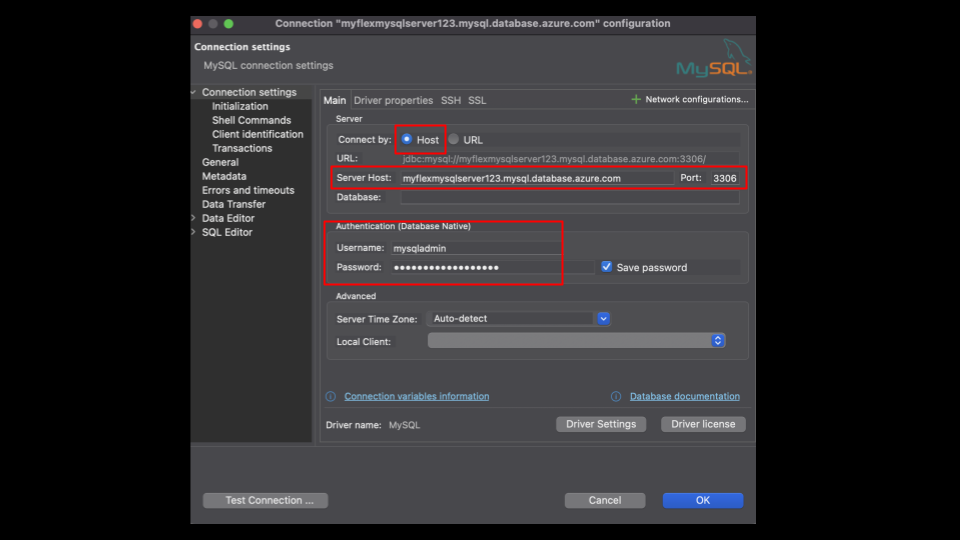 Connection "myflexmysqlserver123.mysql.database.azure.com" configuration
Connection settings
MySQL connection settings
MySQL
Connection settings
Initialization
Shell Commands
Client identification
Transactions
General
Metadata
Errors and timeouts
Data Transfer
Data Editor
SQL Editor
Main Driver properties SSH SSL Network configurations...
Server
Connect by: Host URL
URL: jdbc:mysql://myflexmysqlserver123.mysql.database.azure.com:3306/
Server Host: myflexmysqlserver123.mysql.database.azure.com Port: 3306
Database:
Authentication (Database Native)
Username: mysqladmin
Password: ••••••••••••••••••• Save password
Advanced
Server Time Zone: Auto-detect
Local Client:
Connection variables information Database documentation
Driver name: MySQL Driver Settings Driver license
Test Connection ... Cancel OK